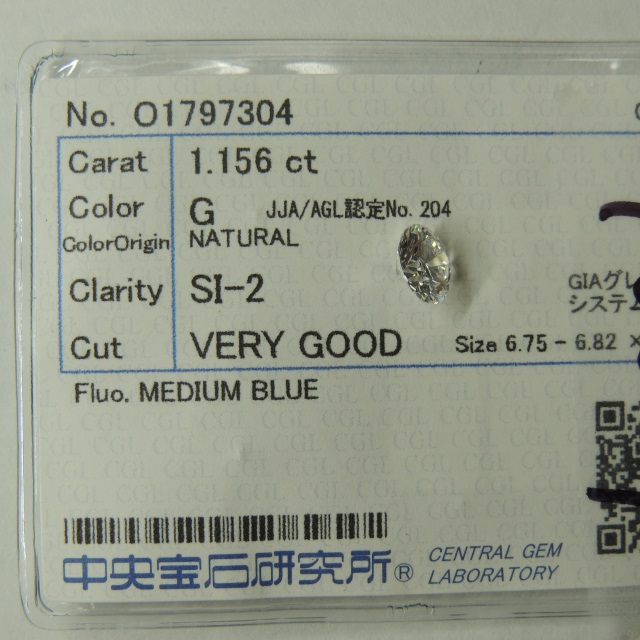 No. O1797304
Carat 1.156 ct
Color G JJA/AGL認定No. 204
ColorOrigin NATURAL
Clarity SI-2
GIAグレ
システム
Cut VERY GOOD Size 6.75 - 6.82 ×
Fluo. MEDIUM BLUE
中央宝石研究所® CENTRAL GEM
LABORATORY